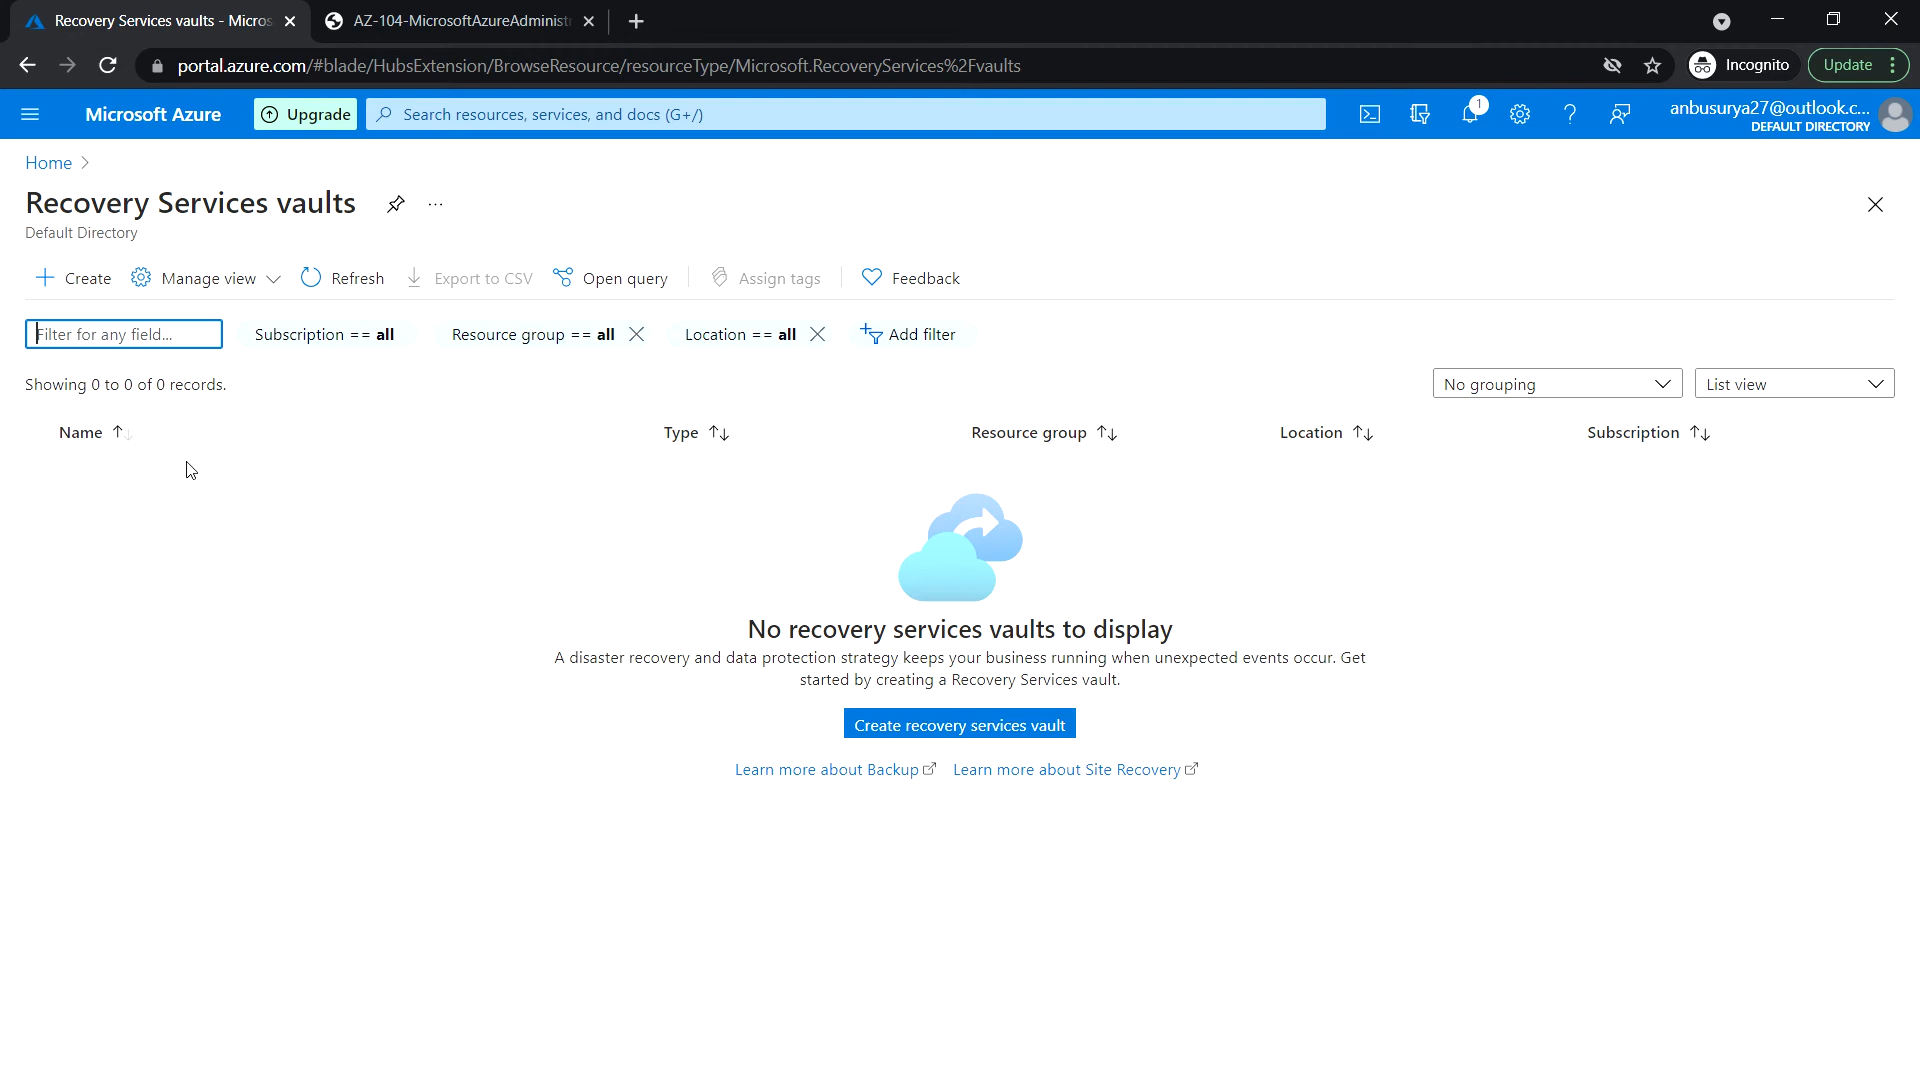 Recovery Services vaults - Micros
AZ-104-MicrosoftAzureAdminist
portal.azure.com/#blade/HubsExtension/BrowseResource/resourceType/Microsoft.RecoveryServices%2Fvaults
Incognito
Update
Microsoft Azure
Upgrade
Search resources, services, and docs (G+/)
1
anbusurya27@outlook.c...
DEFAULT DIRECTORY
Home
Recovery Services vaults
...
Default Directory
Create
Manage view
Refresh
Export to CSV
Open query
Assign tags
Feedback
Filter for any field...
Subscription == all
Resource group == all
Location == all
Add filter
Showing 0 to 0 of 0 records.
No grouping
List view
Name
Type
Resource group
Location
Subscription
No recovery services vaults to display
A disaster recovery and data protection strategy keeps your business running when unexpected events occur. Get
started by creating a Recovery Services vault.
Create recovery services vault
Learn more about Backup
Learn more about Site Recovery